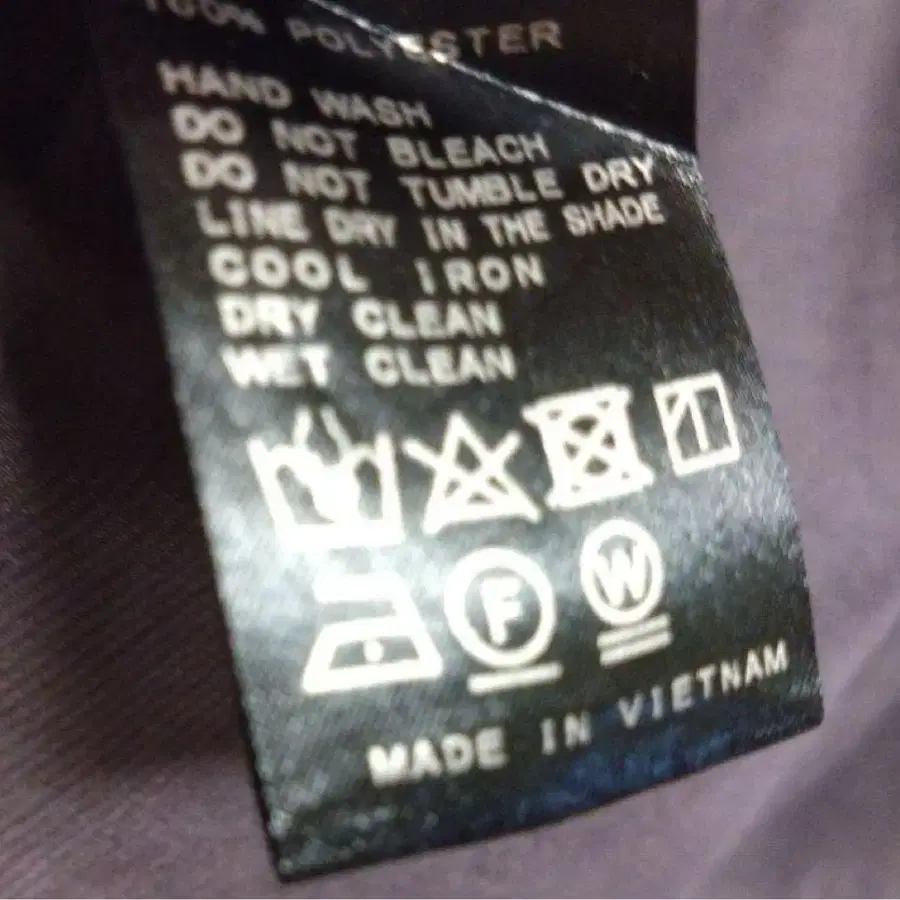 100% POLYESTER
HAND WASH
DO NOT BLEACH
DO NOT TUMBLE DRY
LINE DRY IN THE SHADE
COOL IRON
DRY CLEAN
WET CLEAN
F W
MADE IN VIETNAM